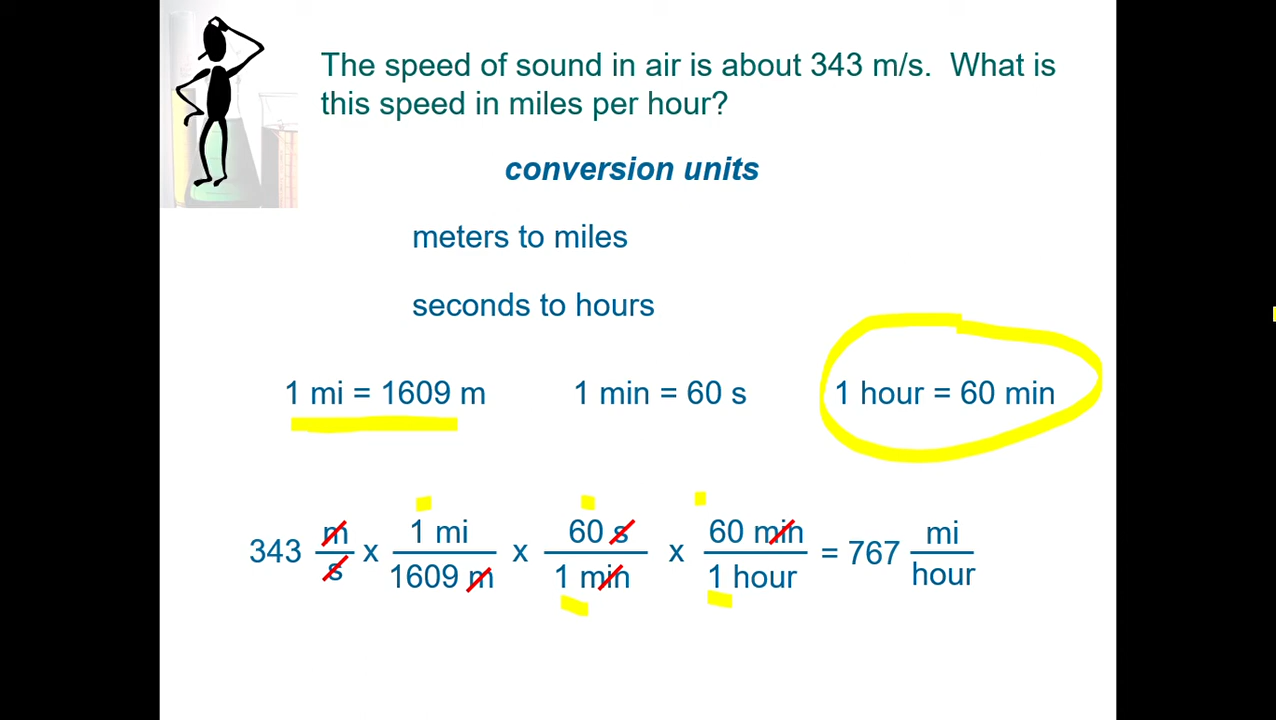 The speed of sound in air is about 343 m/s. What is
this speed in miles per hour?
conversion units
meters to miles
seconds to hours
1 mi = 1609 m 1 min = 60 s 1 hour = 60 min
343 m/s x 1 mi/1609 m x 60 s/1 min x 60 min/1 hour = 767 mi/hour